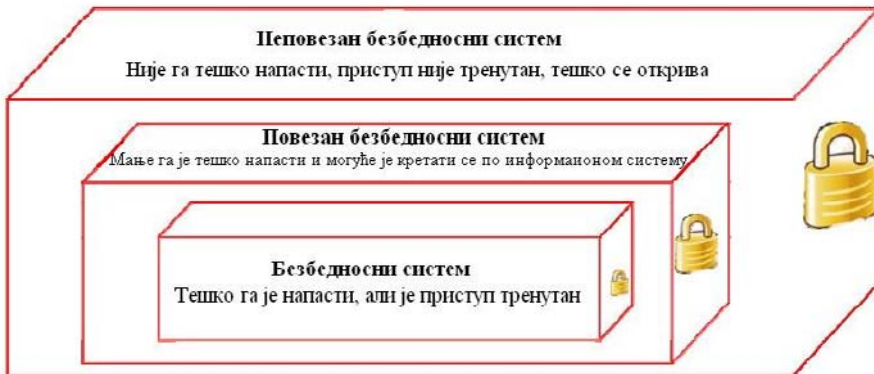 Неповезан безбедносни систем
Није га тешко напасти, приступ није тренутан, тешко се открива
Повезан безбедносни систем
Мање га је тешко напасти и могуће је кретати се по информаионом систему
Безбедносни систем
Тешко га је напасти, али је приступ тренутан